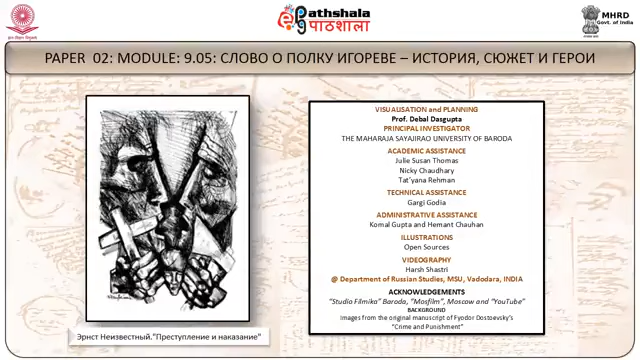 ePathshala
पाठशाला
MHRD
Govt. of India
PAPER 02: MODULE: 9.05: СЛОВО О ПОЛКУ ИГОРЕВЕ – ИСТОРИЯ, СЮЖЕТ И ГЕРОИ
VISUALISATION and PLANNING
Prof. Debal Dasgupta
PRINCIPAL INVESTIGATOR
THE MAHARAJA SAYAJIRAO UNIVERSITY OF BARODA
ACADEMIC ASSISTANCE
Julie Susan Thomas
Nicky Chaudhary
Tat'yana Rehman
TECHNICAL ASSISTANCE
Gargi Godia
ADMINISTRATIVE ASSISTANCE
Komal Gupta and Hemant Chauhan
ILLUSTRATIONS
Open Sources
VIDEOGRAPHY
Harsh Shastri
@ Department of Russian Studies, MSU, Vadodara, INDIA
ACKNOWLEDGEMENTS
"Studio Filmika" Baroda, "Mosfilm", Moscow and "YouTube"
BACKGROUND
Images from the original manuscript of Fyodor Dostoevsky's
"Crime and Punishment"
Эрнст Неизвестный."Преступление и наказание"